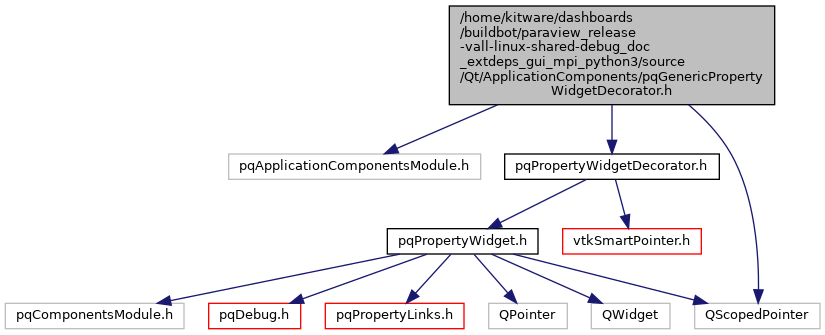 /home/kitware/dashboards
/buildbot/paraview_release
-vall-linux-shared-debug_doc
_extdeps_gui_mpi_python3/source
/Qt/ApplicationComponents/pqGenericProperty
WidgetDecorator.h
pqApplicationComponentsModule.h
pqPropertyWidgetDecorator.h
pqPropertyWidget.h
vtkSmartPointer.h
pqComponentsModule.h
pqDebug.h
pqPropertyLinks.h
QPointer
QWidget
QScopedPointer